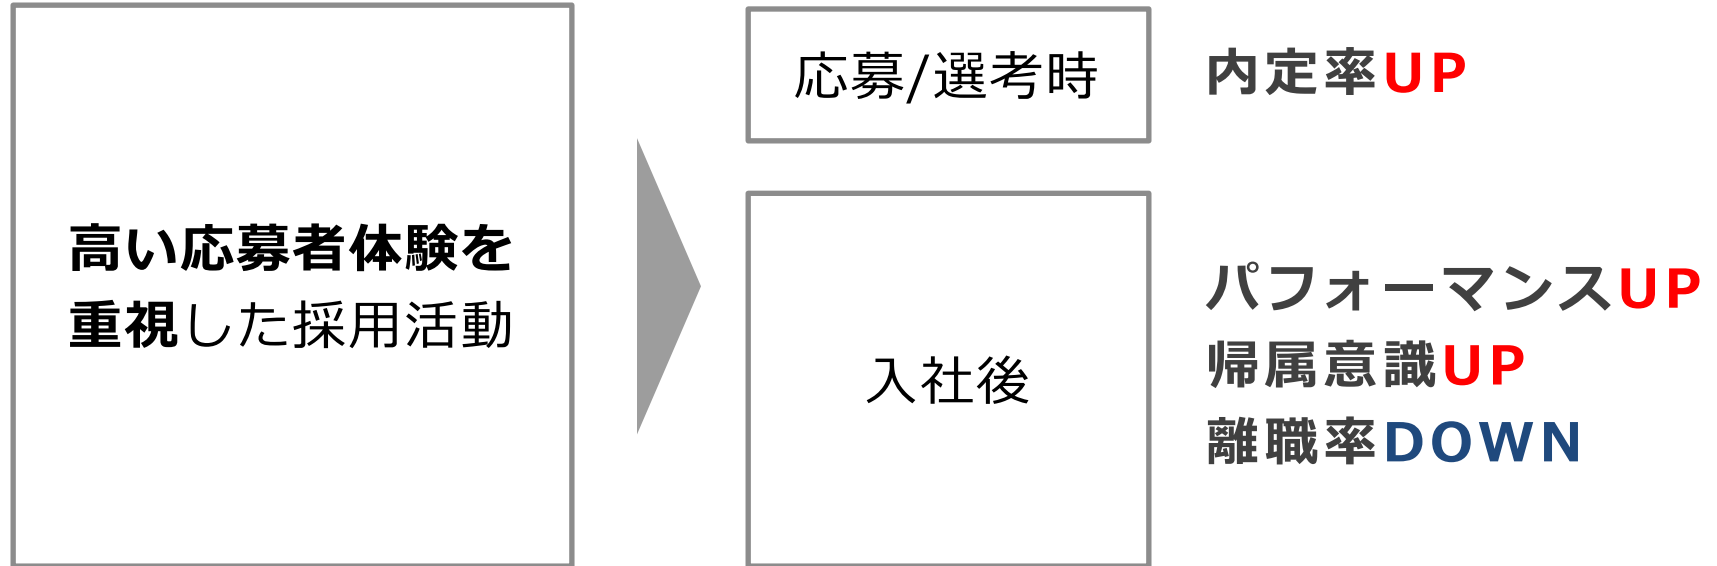 高い応募者体験を
重視した採用活動
応募/選考時
内定率UP
入社後
パフォーマンスUP
帰属意識UP
離職率DOWN